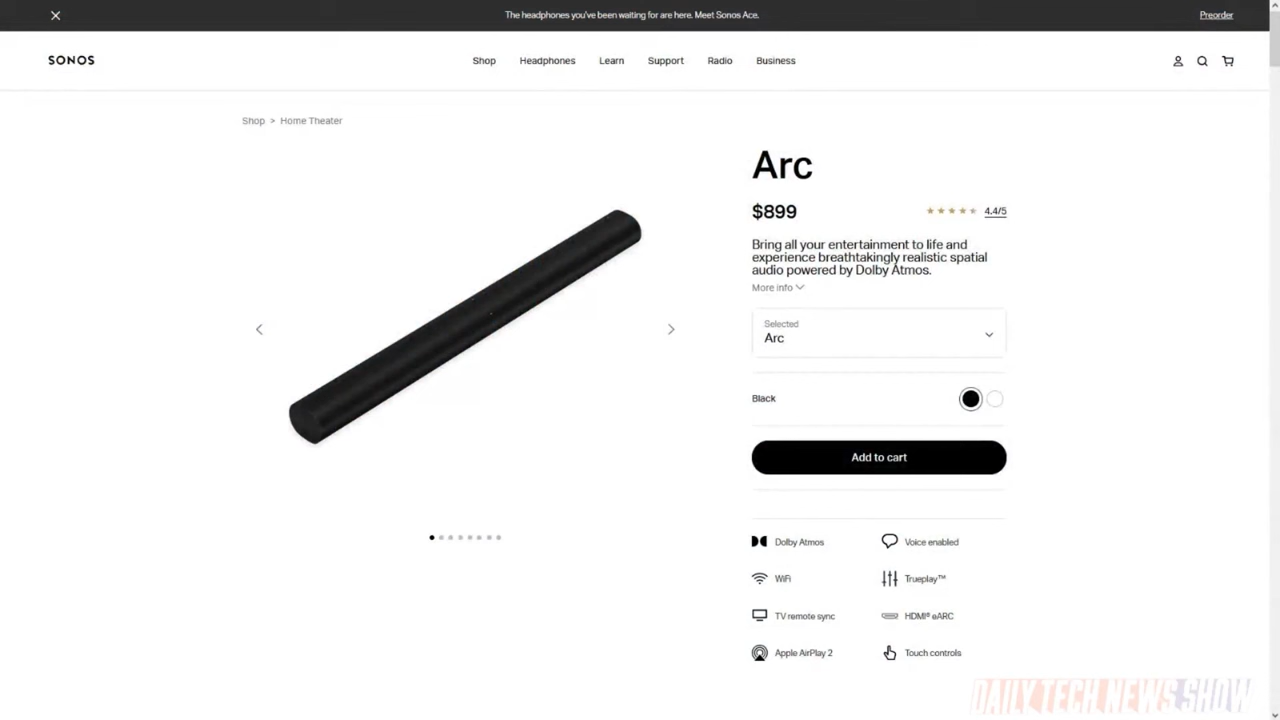 The headphones you've been waiting for are here. Meet Sonos Ace.
Preorder
SONOS
Shop
Headphones
Learn
Support
Radio
Business
Shop > Home Theater
Arc
$899
4.4/5
Bring all your entertainment to life and
experience breathtakingly realistic spatial
audio powered by Dolby Atmos.
More info
Selected
Arc
Black
Add to cart
Dolby Atmos
Voice enabled
WiFi
Trueplay™
TV remote sync
HDMI® eARC
Apple AirPlay 2
Touch controls
DAILY TECH NEWS SHOW